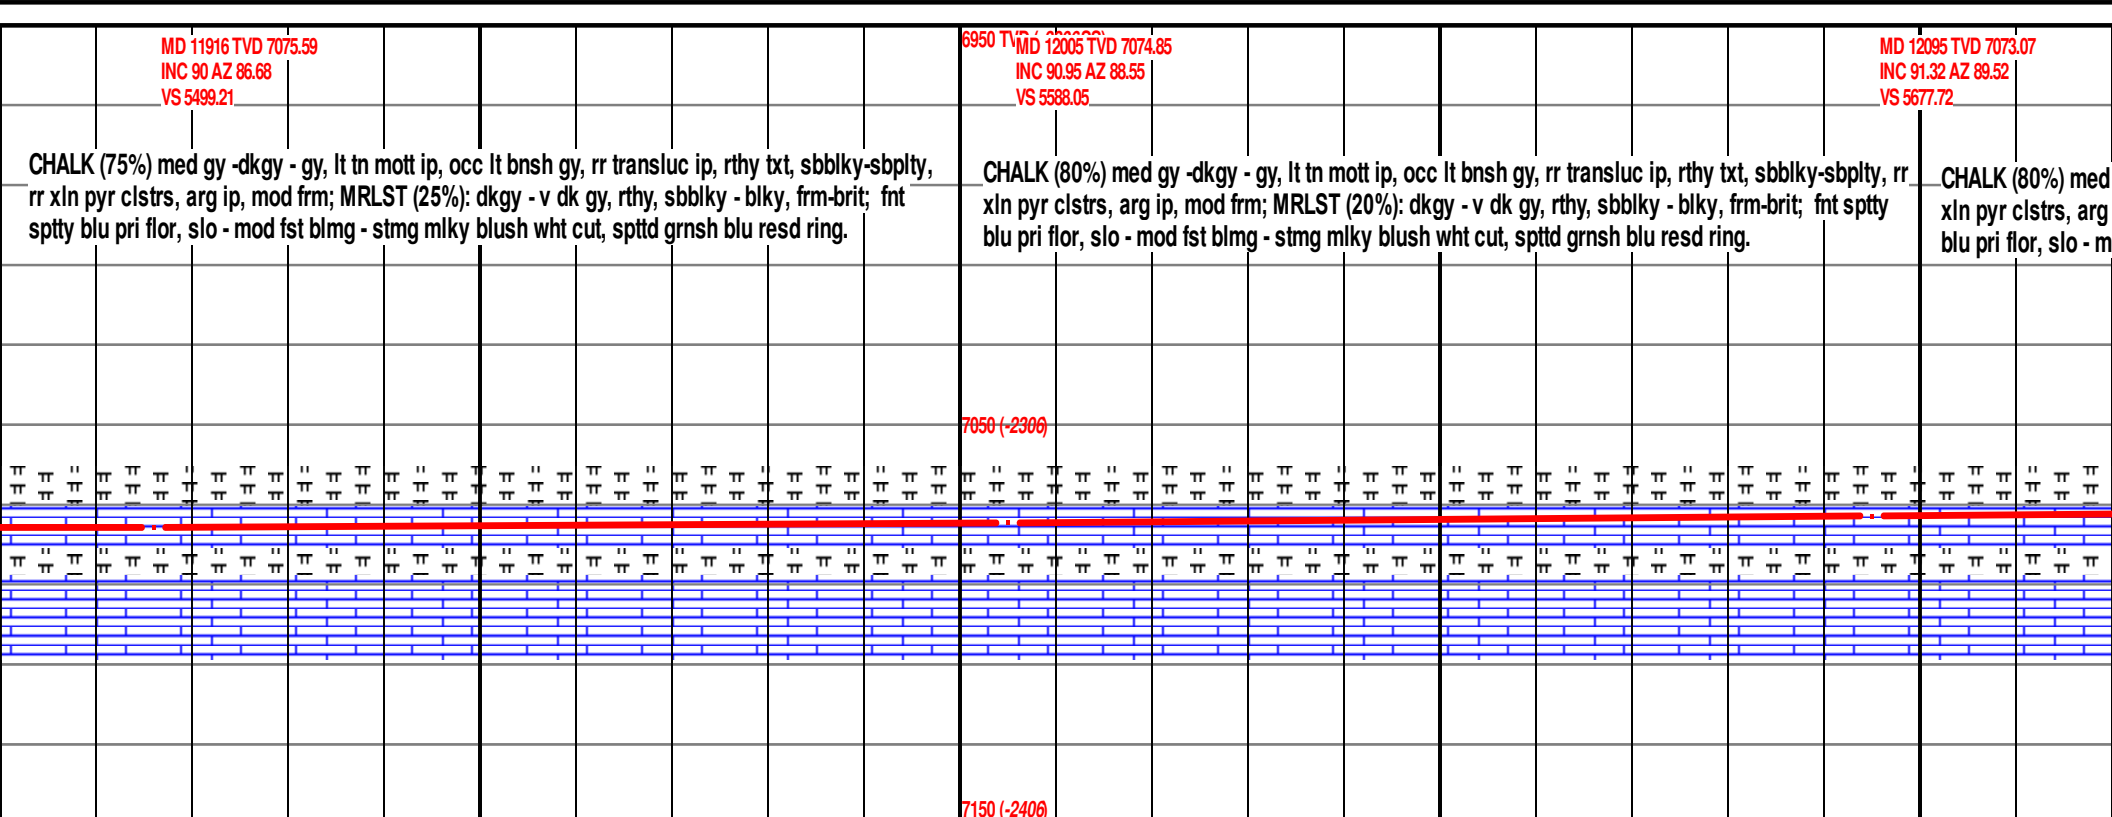 MD 11916 TVD 7075.59
INC 90 AZ 86.68
VS 5499.21
6950 TVD
MD 12005 TVD 7074.85
INC 90.95 AZ 88.55
VS 5588.05
MD 12095 TVD 7073.07
INC 91.32 AZ 89.52
VS 5677.72
CHALK (75%) med gy -dkgy - gy, lt tn mott ip, occ lt bnsh gy, rr transluc ip, rthy txt, sbblky-sbplty,
rr xln pyr clstrs, arg ip, mod frm; MRLST (25%): dkgy - v dk gy, rthy, sbblky - blky, frm-brit; fnt
sptty blu pri flor, slo - mod fst blmg - stmg mlky blush wht cut, spttd grnsh blu resd ring.
CHALK (80%) med gy -dkgy - gy, lt tn mott ip, occ lt bnsh gy, rr transluc ip, rthy txt, sbblky-sbplty, rr
xln pyr clstrs, arg ip, mod frm; MRLST (20%): dkgy - v dk gy, rthy, sbblky - blky, frm-brit; fnt sptty
blu pri flor, slo - mod fst blmg - stmg mlky blush wht cut, spttd grnsh blu resd ring.
CHALK (80%) med
xln pyr clstrs, arg
blu pri flor, slo - m
7050 (-2306)
7150 (-2406)